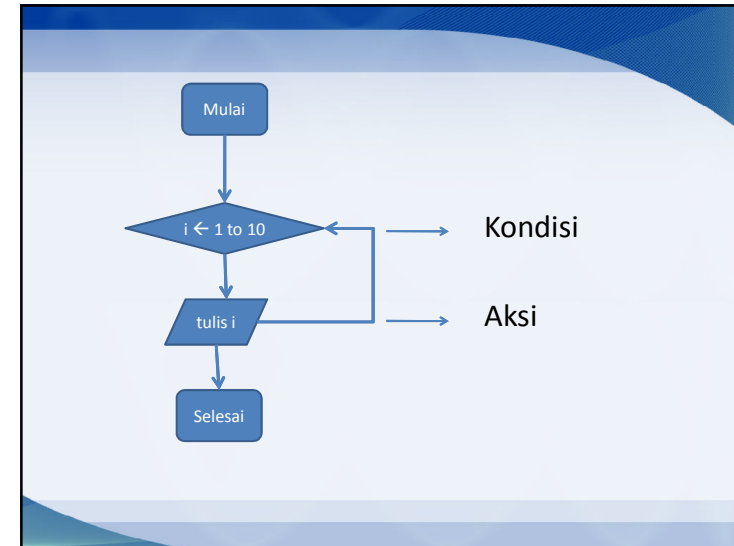 Mulai
i ← 1 to 10
Kondisi
tulis i
Aksi
Selesai